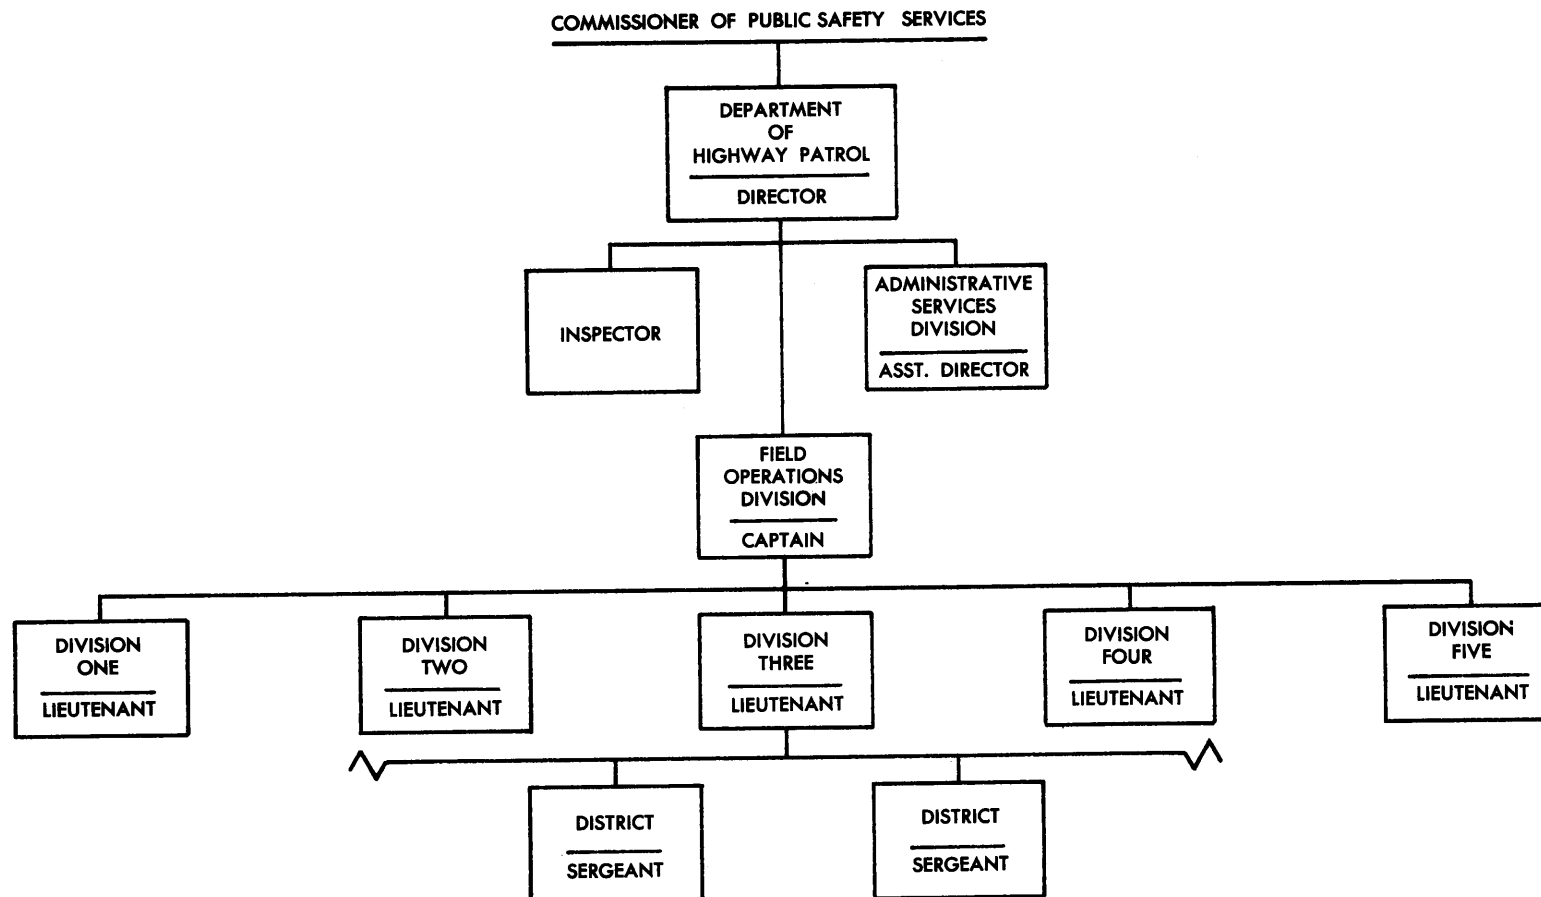 COMMISSIONER OF PUBLIC SAFETY SERVICES
DEPARTMENT
OF
HIGHWAY PATROL
DIRECTOR
INSPECTOR
ADMINISTRATIVE
SERVICES
DIVISION
ASST. DIRECTOR
FIELD
OPERATIONS
DIVISION
CAPTAIN
DIVISION
ONE
LIEUTENANT
DIVISION
TWO
LIEUTENANT
DIVISION
THREE
LIEUTENANT
DIVISION
FOUR
LIEUTENANT
DIVISION
FIVE
LIEUTENANT
DISTRICT
SERGEANT
DISTRICT
SERGEANT